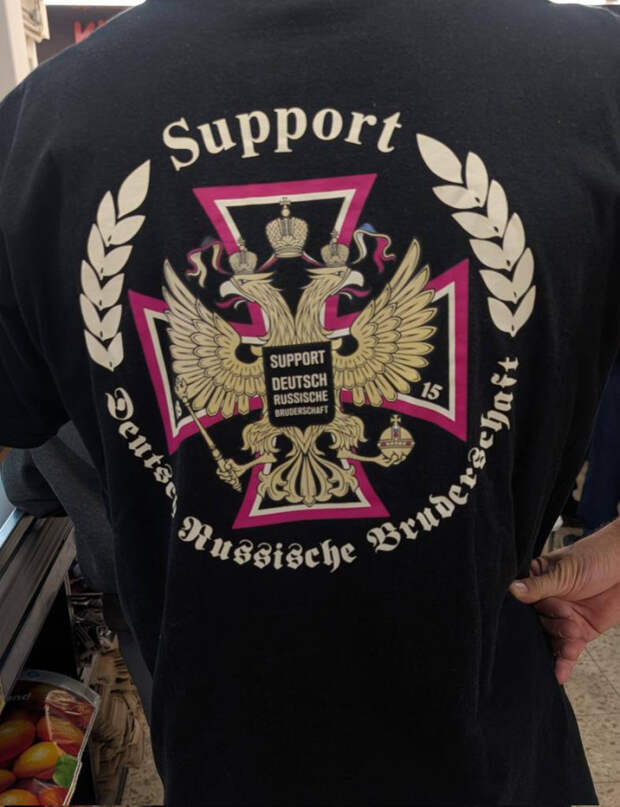 Support
SUPPORT
DEUTSCH
RUSSISCHE
BRUDERSCHAFT
15
Deutsch Russische Bruderschaft